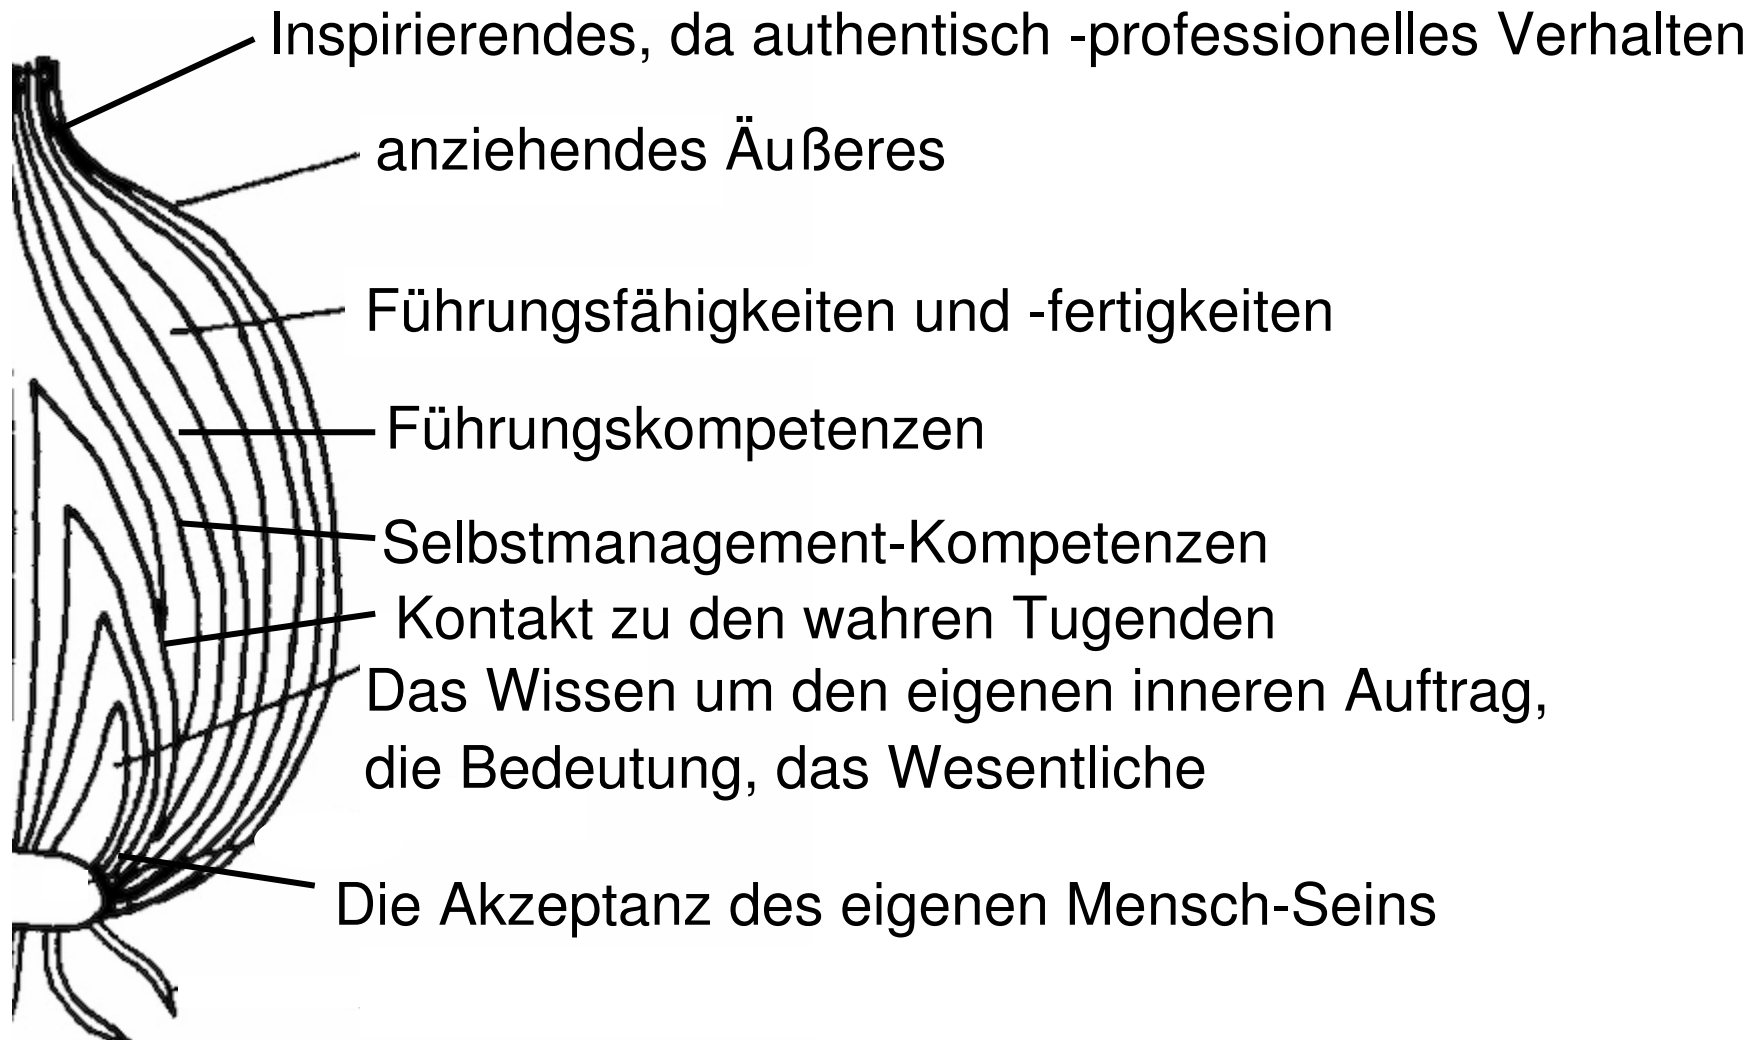 Inspirierendes, da authentisch -professionelles Verhalten
anziehendes Äußeres
Führungsfähigkeiten und -fertigkeiten
Führungskompetenzen
Selbstmanagement-Kompetenzen
Kontakt zu den wahren Tugenden
Das Wissen um den eigenen inneren Auftrag,
die Bedeutung, das Wesentliche
Die Akzeptanz des eigenen Mensch-Seins